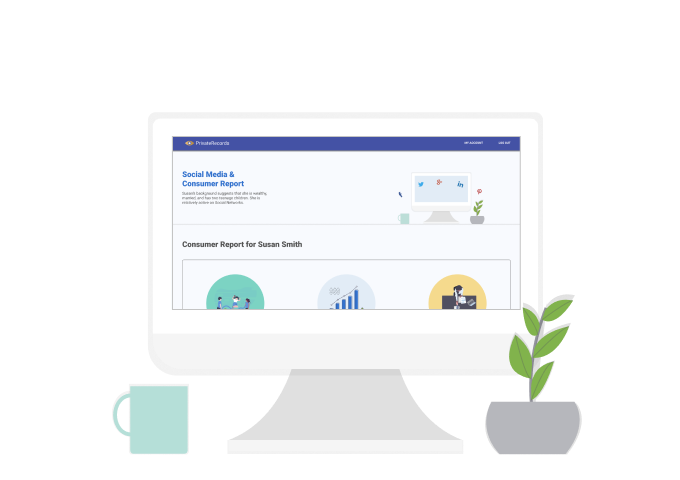 PrivateRecords
MY ACCOUNT
LOG OUT
Social Media &
Consumer Report
Susan's background suggests that she is wealthy,
married, and has two teenage children. She is
certainly active on Social Networks.
Consumer Report for Susan Smith